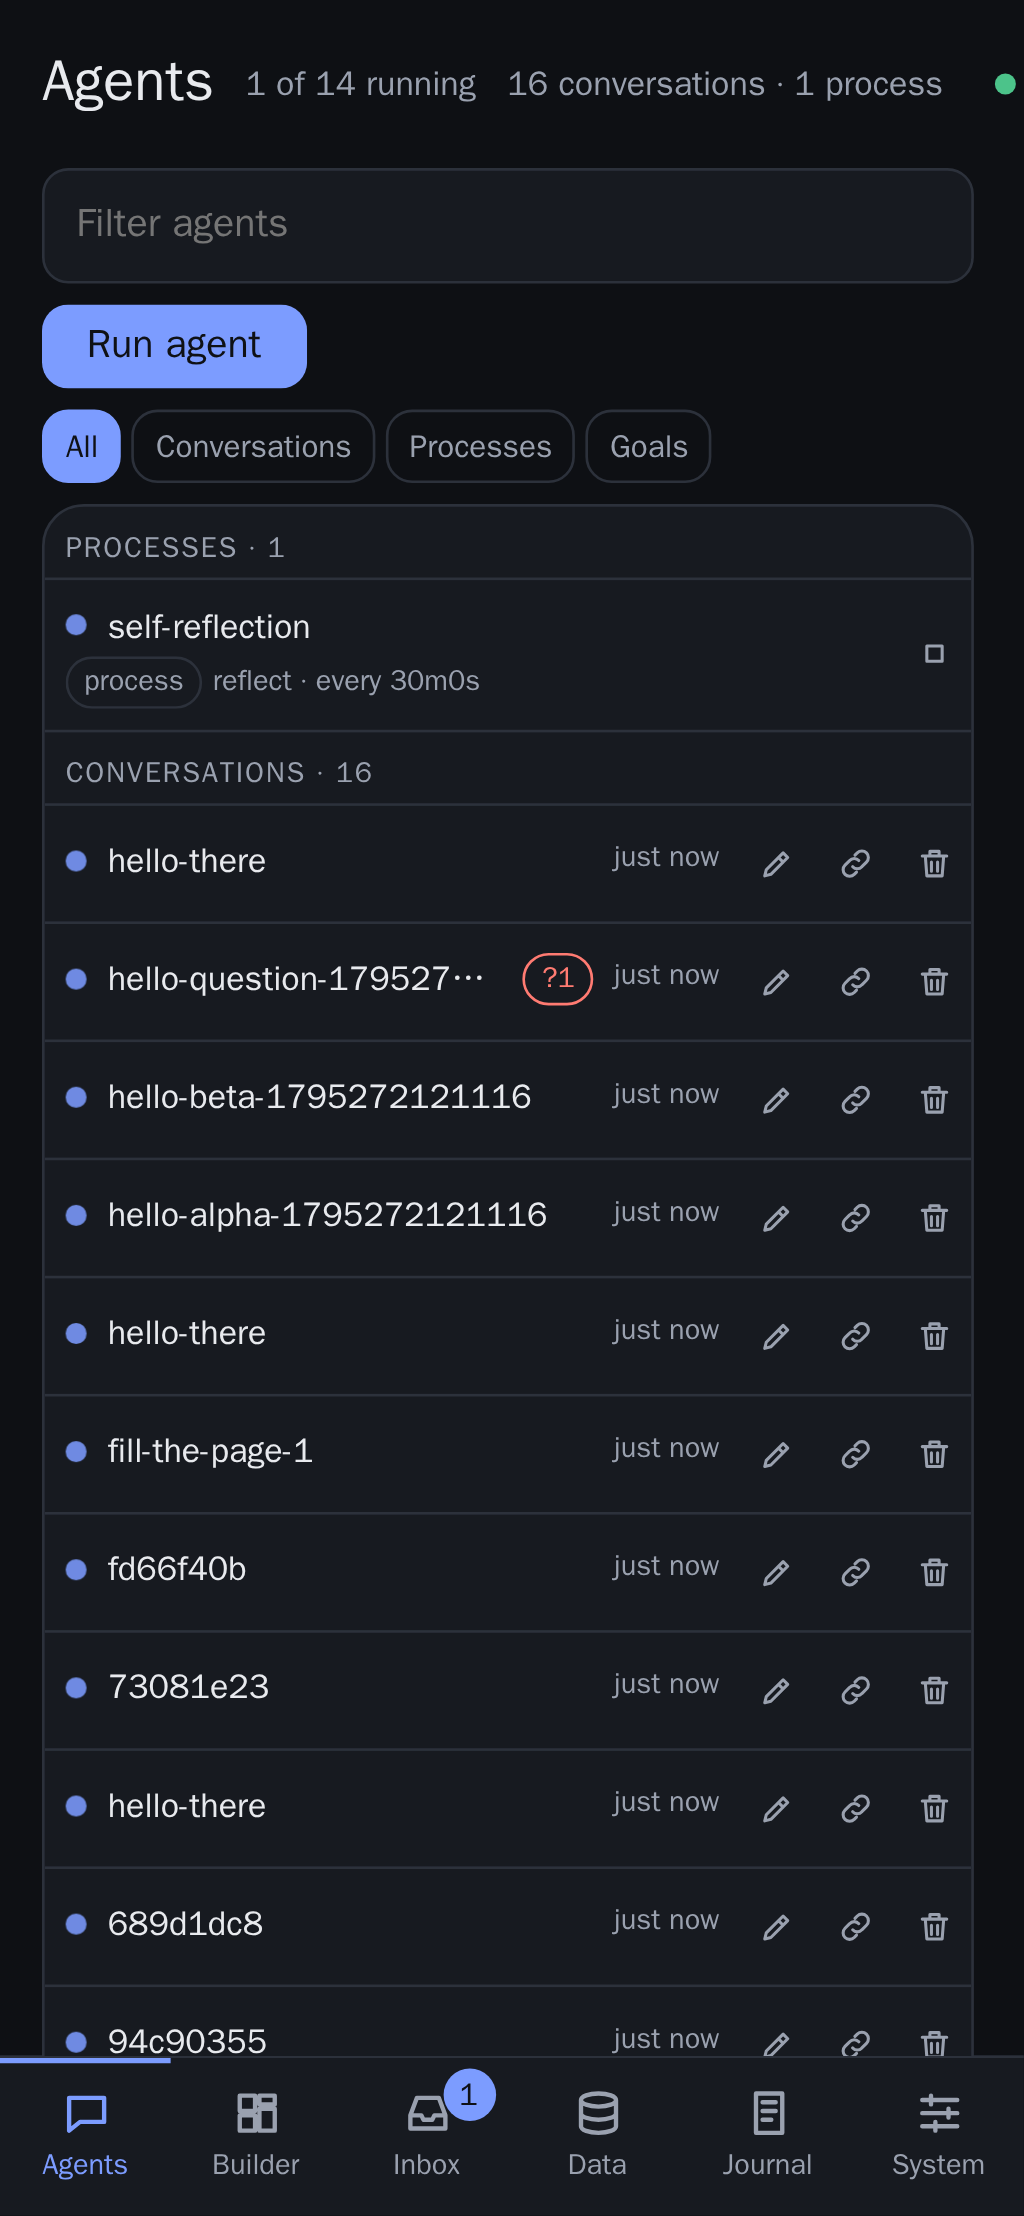 Agents 1 of 14 running 16 conversations · 1 process
Filter agents
Run agent
All Conversations Processes Goals
PROCESSES · 1
self-reflection
process reflect · every 30m0s
CONVERSATIONS · 16
hello-there just now
hello-question-179527··· ?1 just now
hello-beta-1795272121116 just now
hello-alpha-1795272121116 just now
hello-there just now
fill-the-page-1 just now
fd66f40b just now
73081e23 just now
hello-there just now
689d1dc8 just now
94c90355 just now
1
Agents Builder Inbox Data Journal System